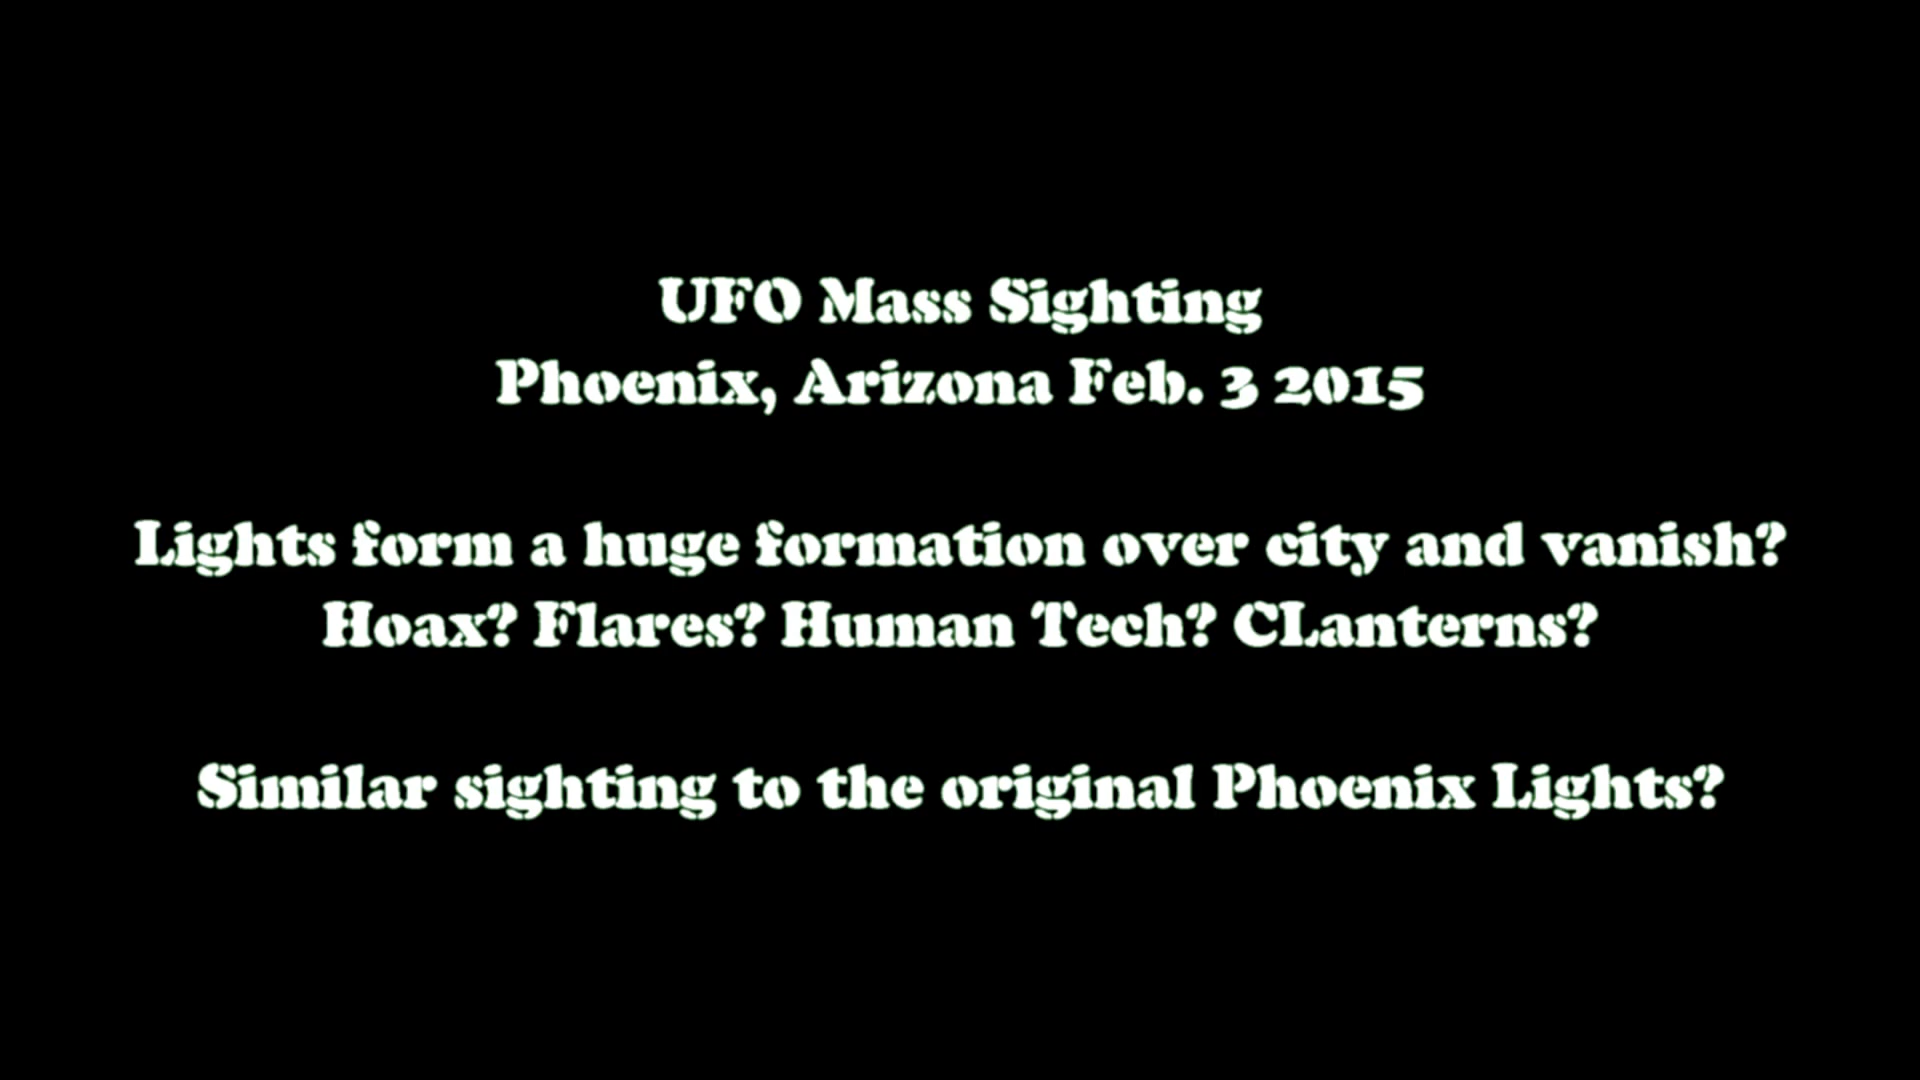 UFO Mass Sighting
Phoenix, Arizona Feb. 3 2015
Lights form a huge formation over city and vanish?
Hoax? Flares? Human Tech? CLanterns?
Similar sighting to the original Phoenix Lights?